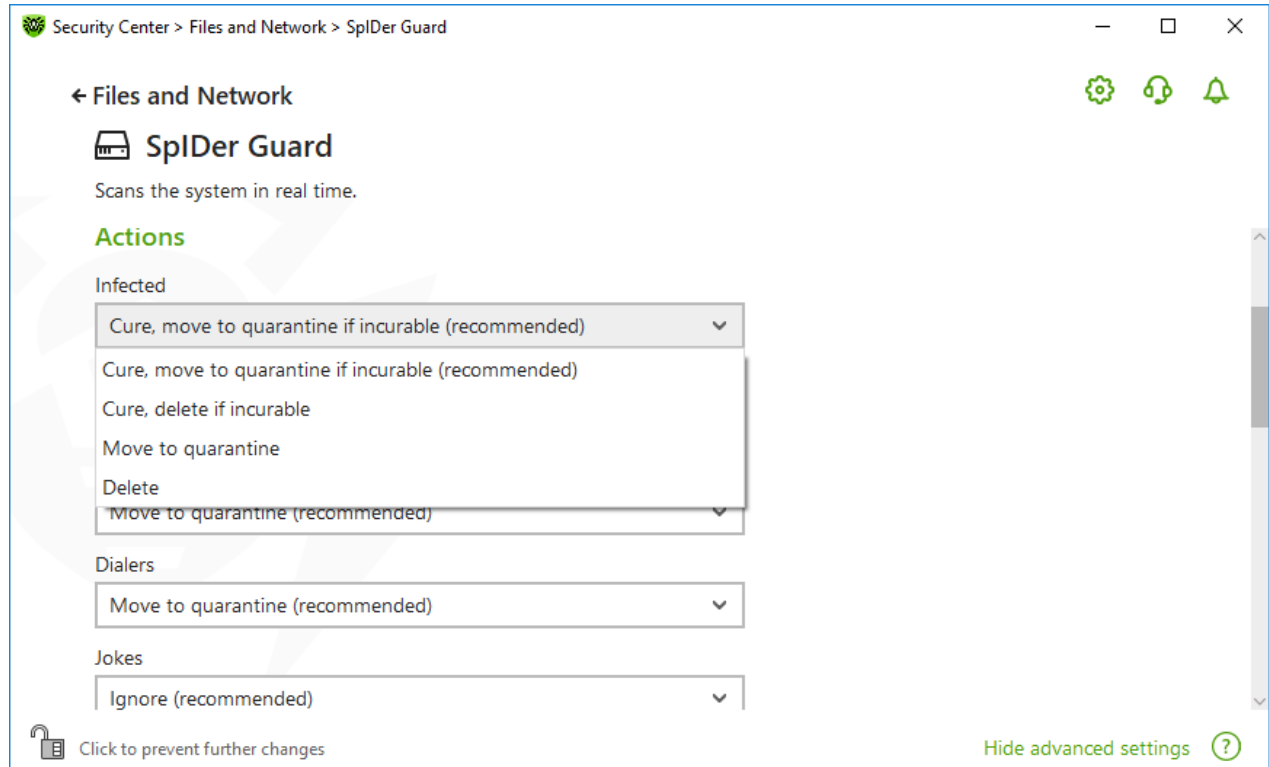 Security Center > Files and Network > SpIDer Guard
Files and Network
SpIDer Guard
Scans the system in real time.
Actions
Infected
Cure, move to quarantine if incurable (recommended)
Cure, move to quarantine if incurable (recommended)
Cure, delete if incurable
Move to quarantine
Delete
Move to quarantine (recommended)
Dialers
Move to quarantine (recommended)
Jokes
Ignore (recommended)
Click to prevent further changes
Hide advanced settings ?